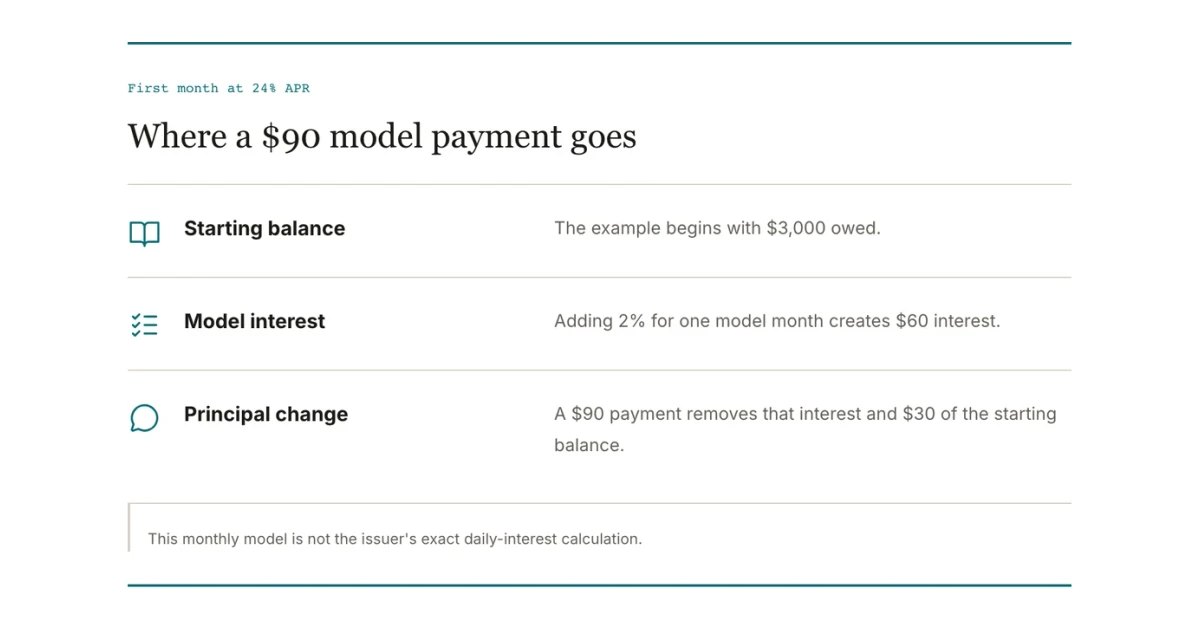 First month at 24% APR
Where a $90 model payment goes
Starting balance
The example begins with $3,000 owed.
Model interest
Adding 2% for one model month creates $60 interest.
Principal change
A $90 payment removes that interest and $30 of the starting
balance.
This monthly model is not the issuer's exact daily-interest calculation.